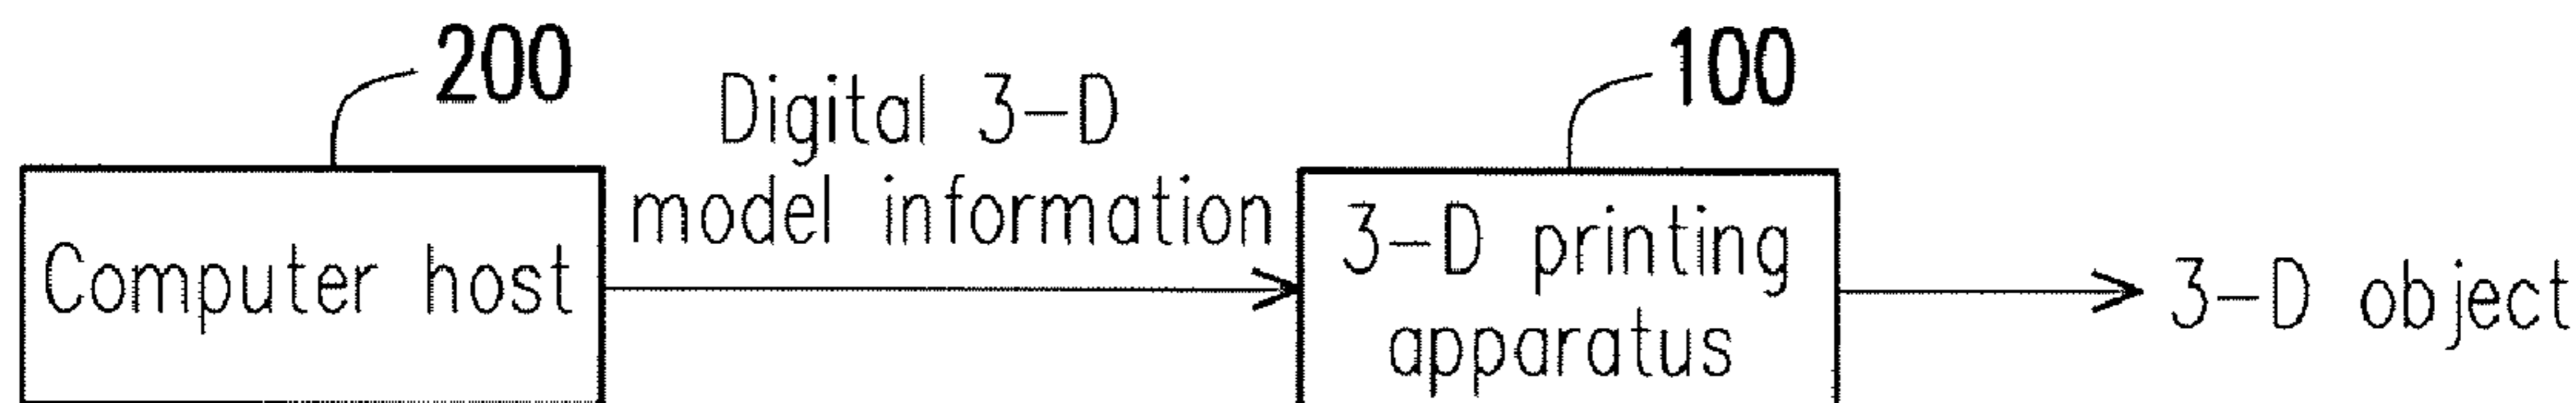 200
100
Digital 3-D
model information
Computer host
3-D printing
apparatus
3-D object